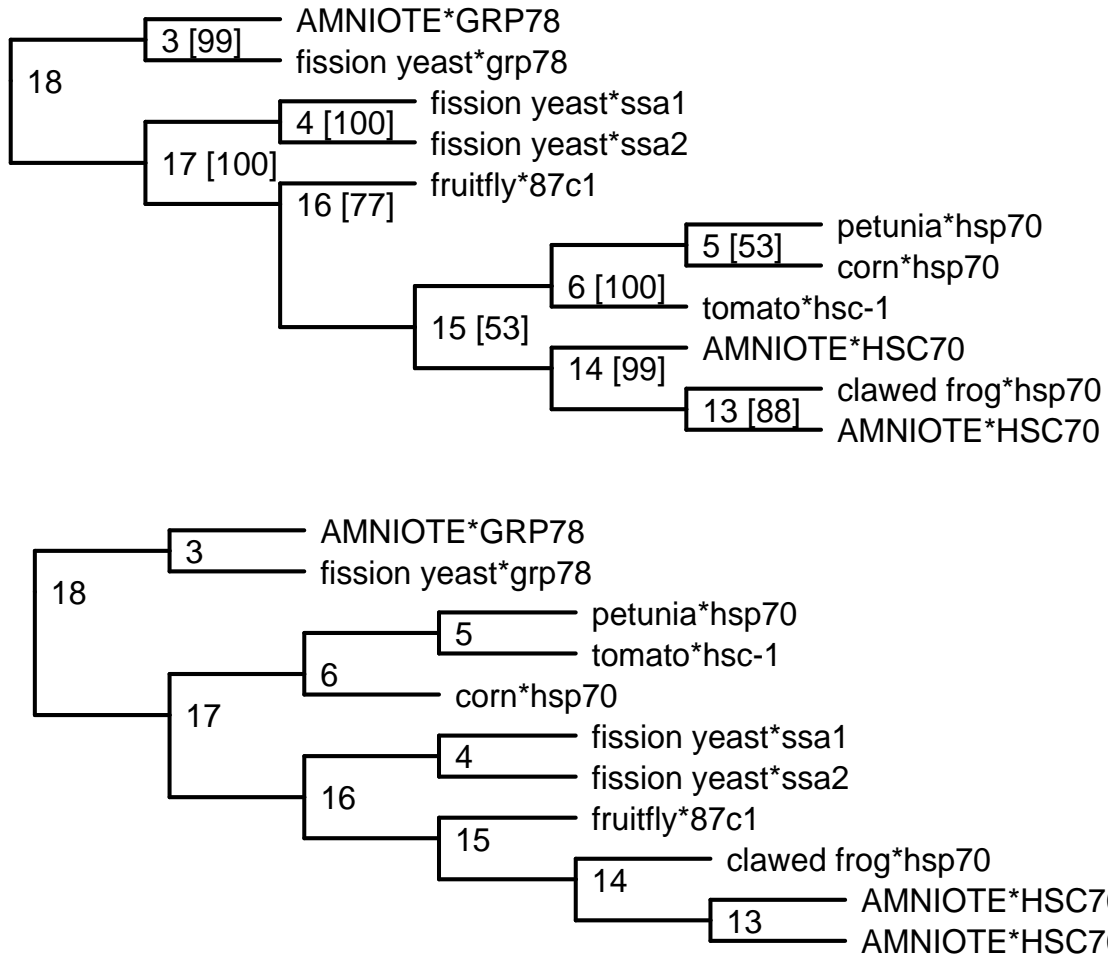 AMNIOTE*GRP78
3 [99]
fission yeast*grp78
18
fission yeast*ssa1
4 [100]
fission yeast*ssa2
17 [100]
fruitfly*87c1
16 [77]
petunia*hsp70
5 [53]
corn*hsp70
6 [100]
tomato*hsc-1
15 [53]
AMNIOTE*HSC70
14 [99]
clawed frog*hsp70
13 [88]
AMNIOTE*HSC70
AMNIOTE*GRP78
3
fission yeast*grp78
18
petunia*hsp70
5
tomato*hsc-1
6
corn*hsp70
17
fission yeast*ssa1
4
fission yeast*ssa2
16
fruitfly*87c1
15
clawed frog*hsp70
14
AMNIOTE*HSC70
13
AMNIOTE*HSC70